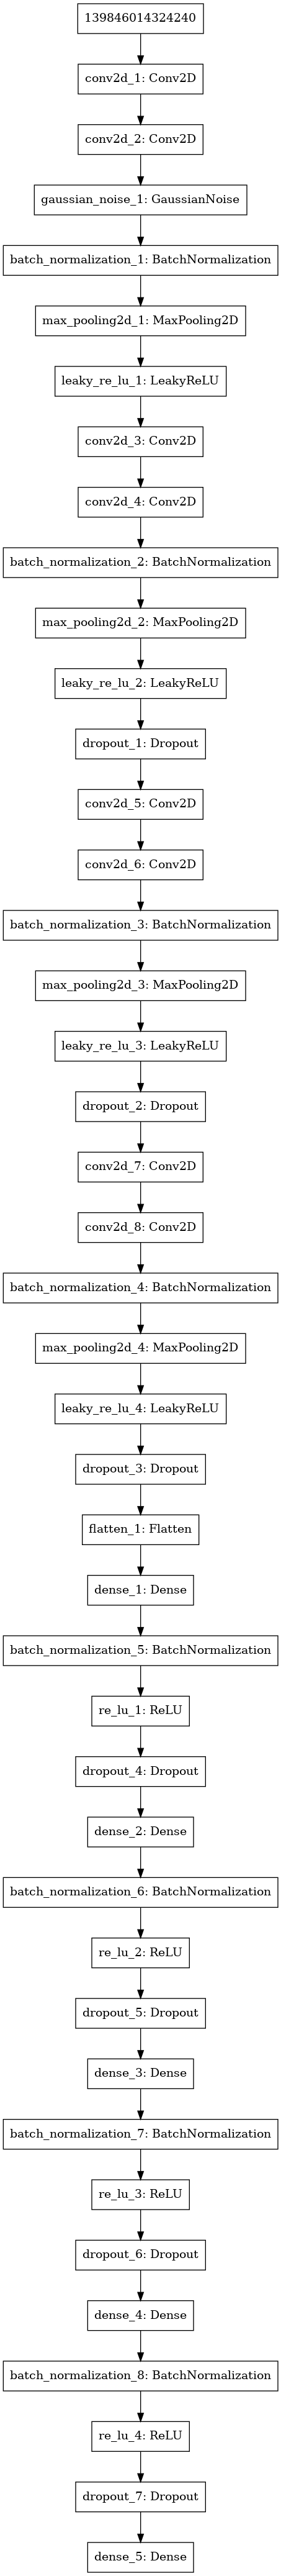 139846014324240
conv2d_1: Conv2D
conv2d_2: Conv2D
gaussian_noise_1: GaussianNoise
batch_normalization_1: BatchNormalization
max_pooling2d_1: MaxPooling2D
leaky_re_lu_1: LeakyReLU
conv2d_3: Conv2D
conv2d_4: Conv2D
batch_normalization_2: BatchNormalization
max_pooling2d_2: MaxPooling2D
leaky_re_lu_2: LeakyReLU
dropout_1: Dropout
conv2d_5: Conv2D
conv2d_6: Conv2D
batch_normalization_3: BatchNormalization
max_pooling2d_3: MaxPooling2D
leaky_re_lu_3: LeakyReLU
dropout_2: Dropout
conv2d_7: Conv2D
conv2d_8: Conv2D
batch_normalization_4: BatchNormalization
max_pooling2d_4: MaxPooling2D
leaky_re_lu_4: LeakyReLU
dropout_3: Dropout
flatten_1: Flatten
dense_1: Dense
batch_normalization_5: BatchNormalization
re_lu_1: ReLU
dropout_4: Dropout
dense_2: Dense
batch_normalization_6: BatchNormalization
re_lu_2: ReLU
dropout_5: Dropout
dense_3: Dense
batch_normalization_7: BatchNormalization
re_lu_3: ReLU
dropout_6: Dropout
dense_4: Dense
batch_normalization_8: BatchNormalization
re_lu_4: ReLU
dropout_7: Dropout
dense_5: Dense